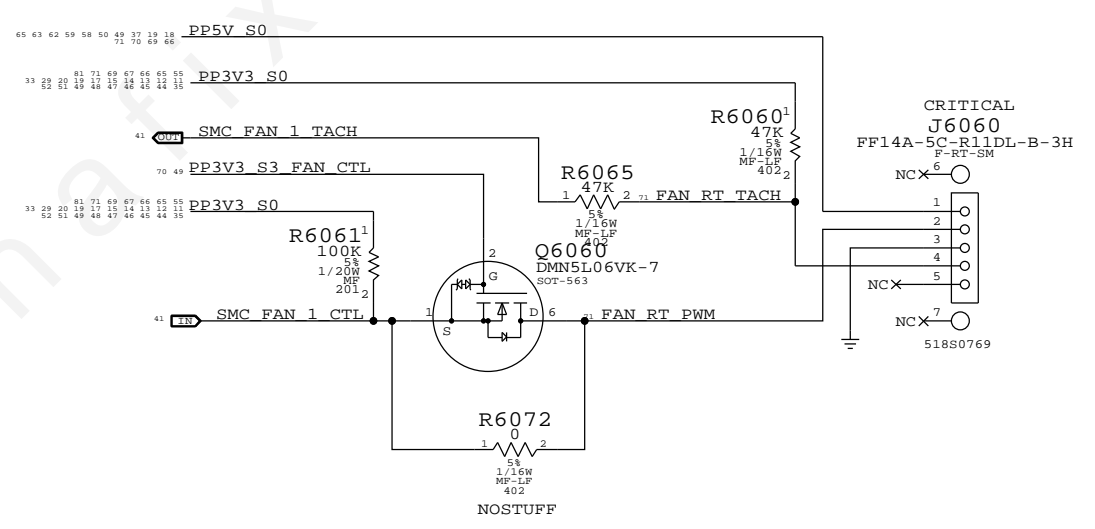 65 63 62 59 58 50 49 37 19 18
71 70 69 66
PP5V_S0
81 71 69 67 66 65 55
33 29 20 19 17 15 14 13 12 11
52 51 49 48 47 46 45 44 35
PP3V3_S0
41 OUT SMC_FAN_1_TACH
70 49 PP3V3_S3_FAN_CTL
81 71 69 67 66 65 55
33 29 20 19 17 15 14 13 12 11
52 51 49 48 47 46 45 44 35
PP3V3_S0
R6061
1
100K
5%
1/20W
MF
201
2
41 IN SMC_FAN_1_CTL
R6065
47K
1 2
5%
1/16W
MF-LF
402
71 FAN_RT_TACH
R6060
1
47K
5%
1/16W
MF-LF
402
2
Q6060
DMN5L06VK-7
SOT-563
2
G
1
S
D
6
71 FAN_RT_PWM
R6072
0
1 2
5%
1/16W
MF-LF
402
NOSTUFF
CRITICAL
J6060
FF14A-5C-R11DL-B-3H
F-RT-SM
NC 6
1
2
3
4
NC 5
NC 7
518S0769